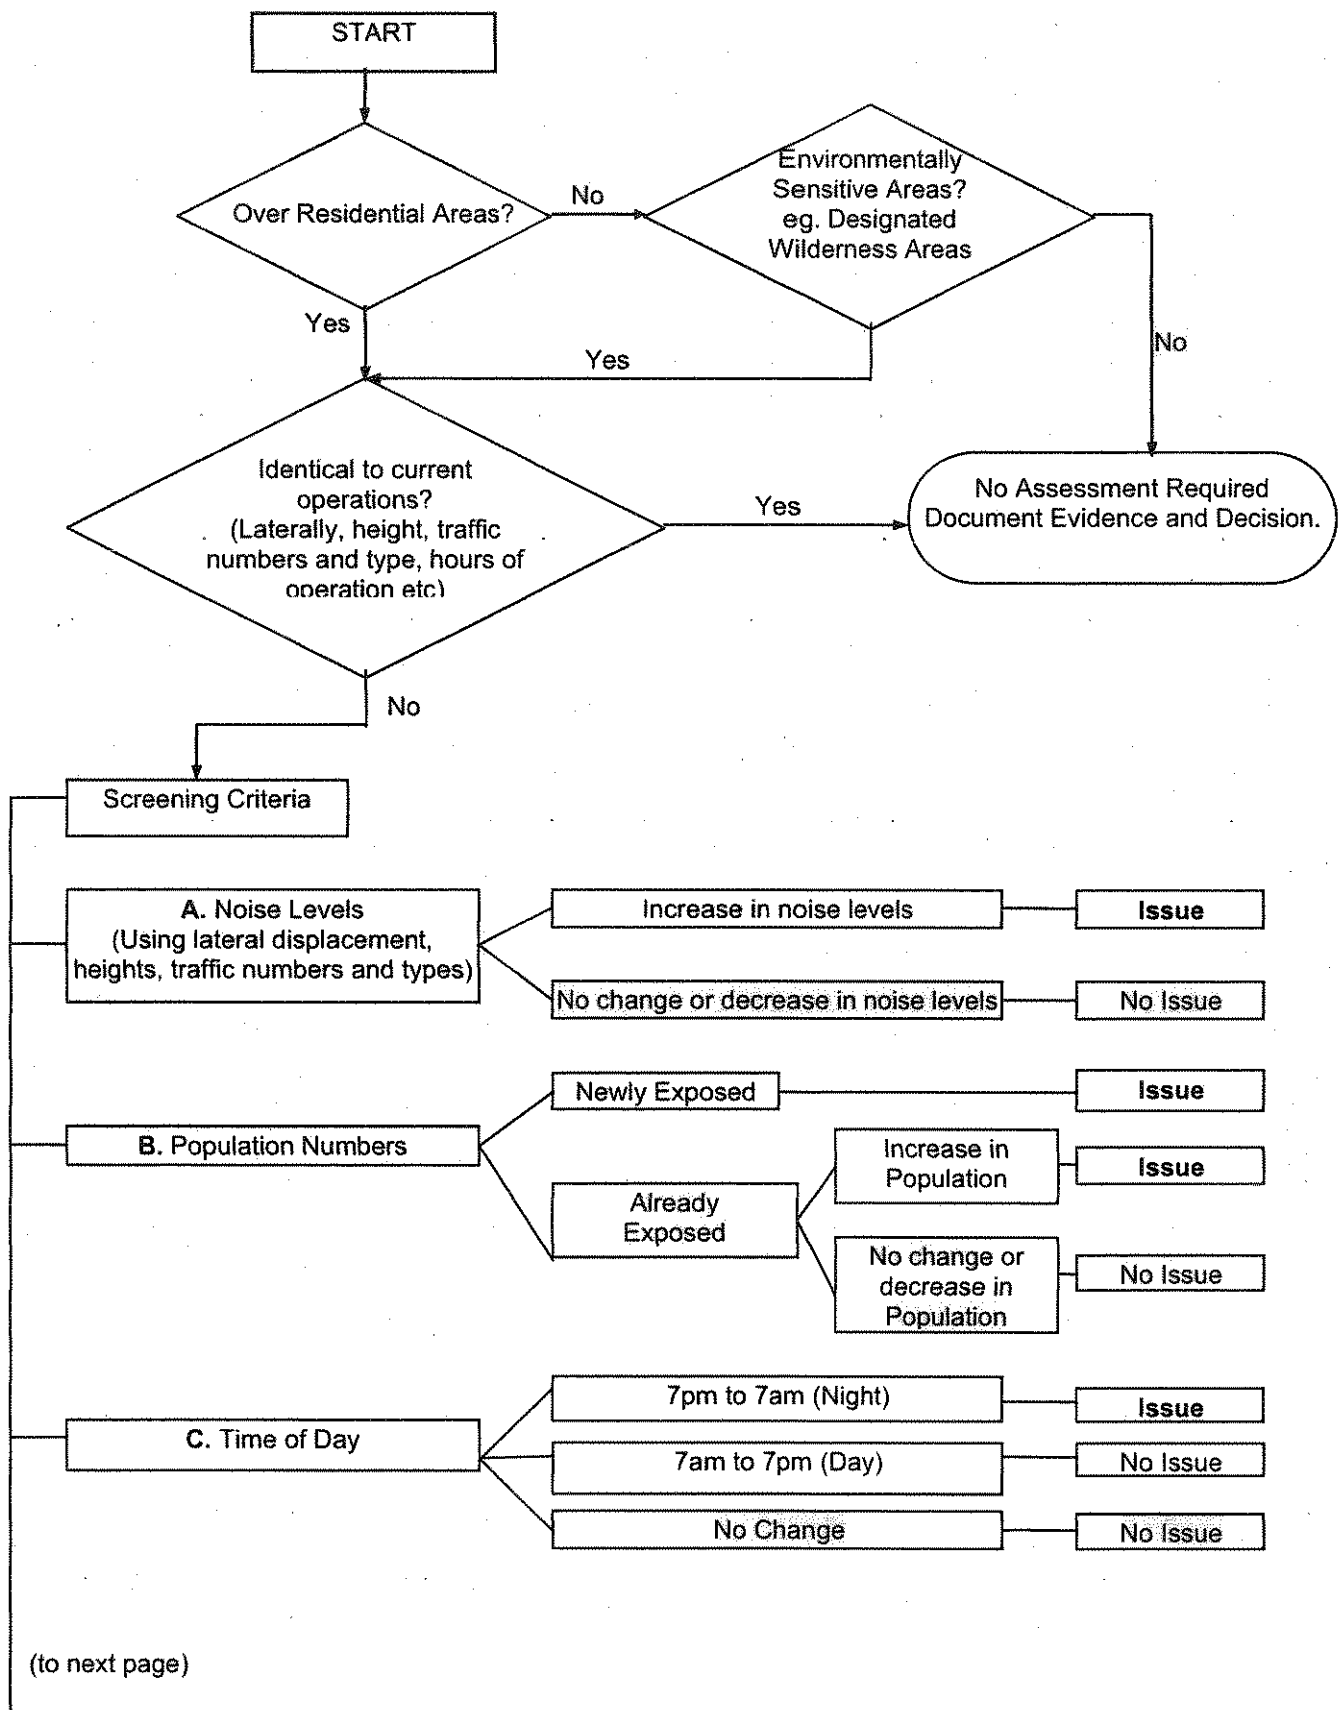 START
Over Residential Areas?
No
Environmentally
Sensitive Areas?
eg. Designated
Wilderness Areas
Yes
Yes
No
Identical to current
operations?
(Laterally, height, traffic
numbers and type, hours of
operation etc)
Yes
No Assessment Required
Document Evidence and Decision.
No
Screening Criteria
A. Noise Levels
(Using lateral displacement,
heights, traffic numbers and types)
Increase in noise levels
Issue
No change or decrease in noise levels
No Issue
B. Population Numbers
Newly Exposed
Issue
Already
Exposed
Increase in
Population
Issue
No change or
decrease in
Population
No Issue
C. Time of Day
7pm to 7am (Night)
Issue
7am to 7pm (Day)
No Issue
No Change
No Issue
(to next page)